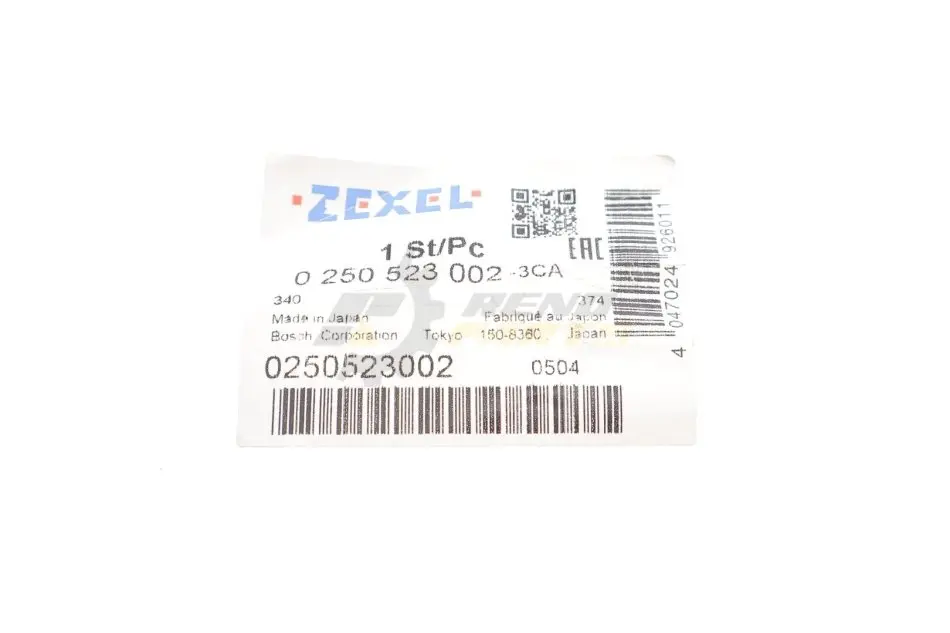 ZEXEL
1 St/Pc
EAC
0 250 523 002 -3CA
340 374
Made in Japan Fabriqué au Japon
Bosch Corporation Tokyo 150-8360 Japan
0250523002 0504
4 047024 926011